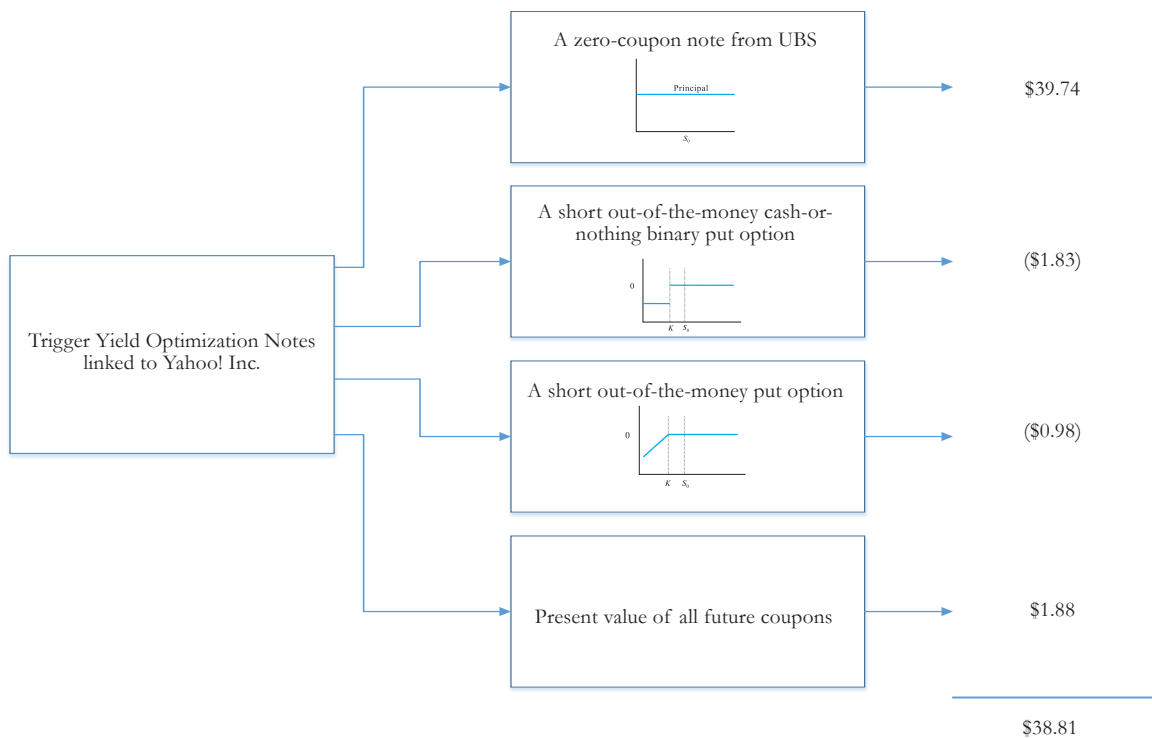 A zero-coupon note from UBS
Principal
S0
$39.74
A short out-of-the-money cash-or-
nothing binary put option
0
K
S0
($1.83)
Trigger Yield Optimization Notes
linked to Yahoo! Inc.
A short out-of-the-money put option
0
K
S0
($0.98)
Present value of all future coupons
$1.88
$38.81